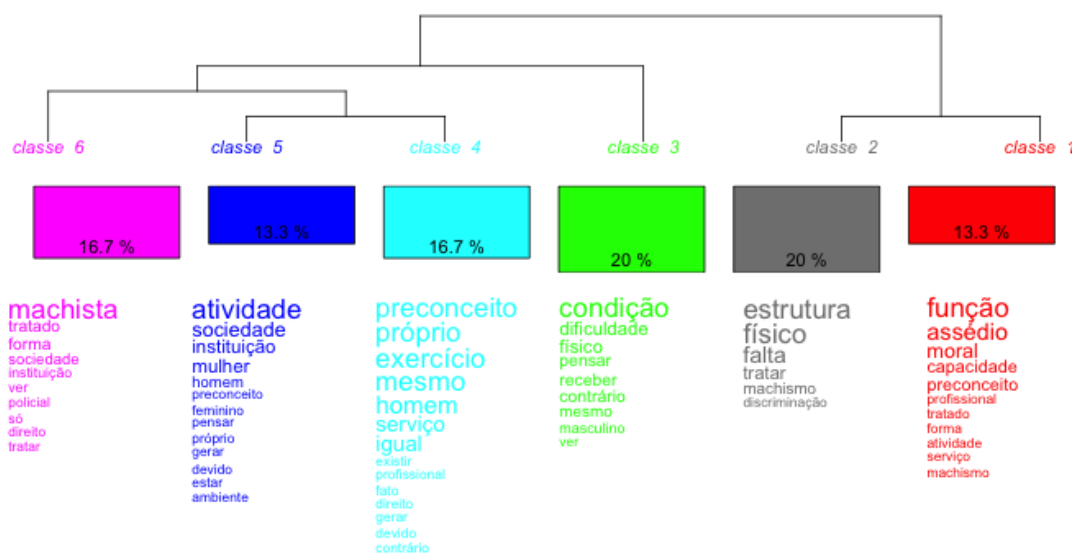 classe 6
classe 5
classe 4
classe 3
classe 2
classe 1
16.7 %
13.3 %
16.7 %
20 %
20 %
13.3 %
machista
tratado
forma
sociedade
instituição
ver
policial
só
direito
tratar
atividade
sociedade
instituição
mulher
homem
preconceito
feminino
pensar
próprio
gerar
devido
estar
ambiente
preconceito
próprio
exercício
mesmo
homem
serviço
igual
existir
profissional
fato
direito
gerar
devido
contrário
condição
dificuldade
físico
pensar
receber
contrário
mesmo
masculino
ver
estrutura
físico
falta
tratar
machismo
discriminação
função
assédio
moral
capacidade
preconceito
profissional
tratado
forma
atividade
serviço
machismo